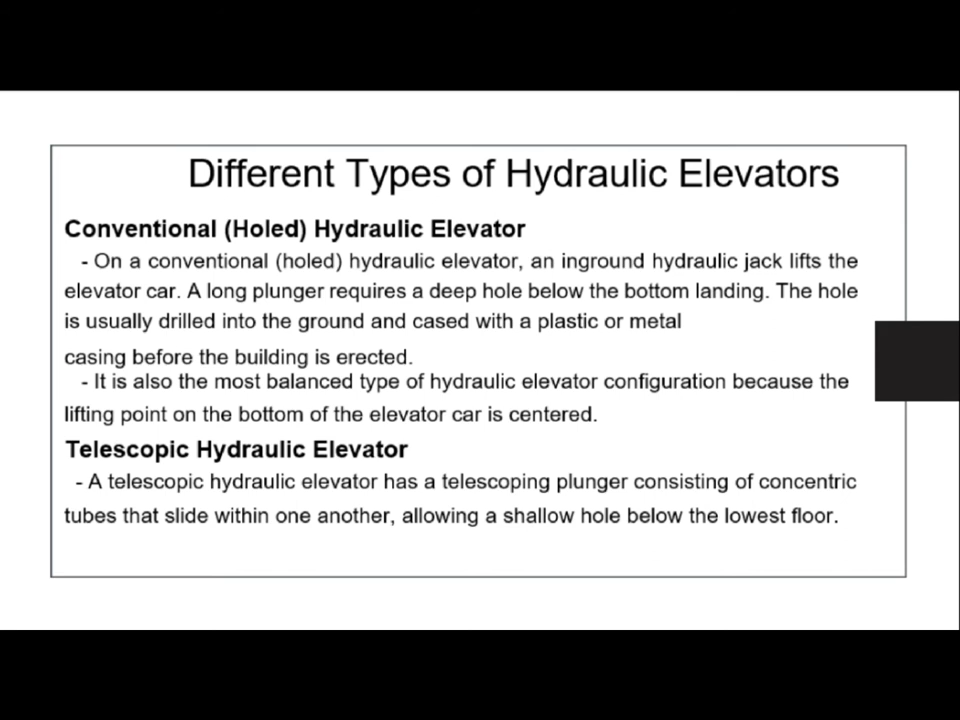 Different Types of Hydraulic Elevators
Conventional (Holed) Hydraulic Elevator
- On a conventional (holed) hydraulic elevator, an inground hydraulic jack lifts the
elevator car. A long plunger requires a deep hole below the bottom landing. The hole
is usually drilled into the ground and cased with a plastic or metal
casing before the building is erected.
- It is also the most balanced type of hydraulic elevator configuration because the
lifting point on the bottom of the elevator car is centered.
Telescopic Hydraulic Elevator
- A telescopic hydraulic elevator has a telescoping plunger consisting of concentric
tubes that slide within one another, allowing a shallow hole below the lowest floor.